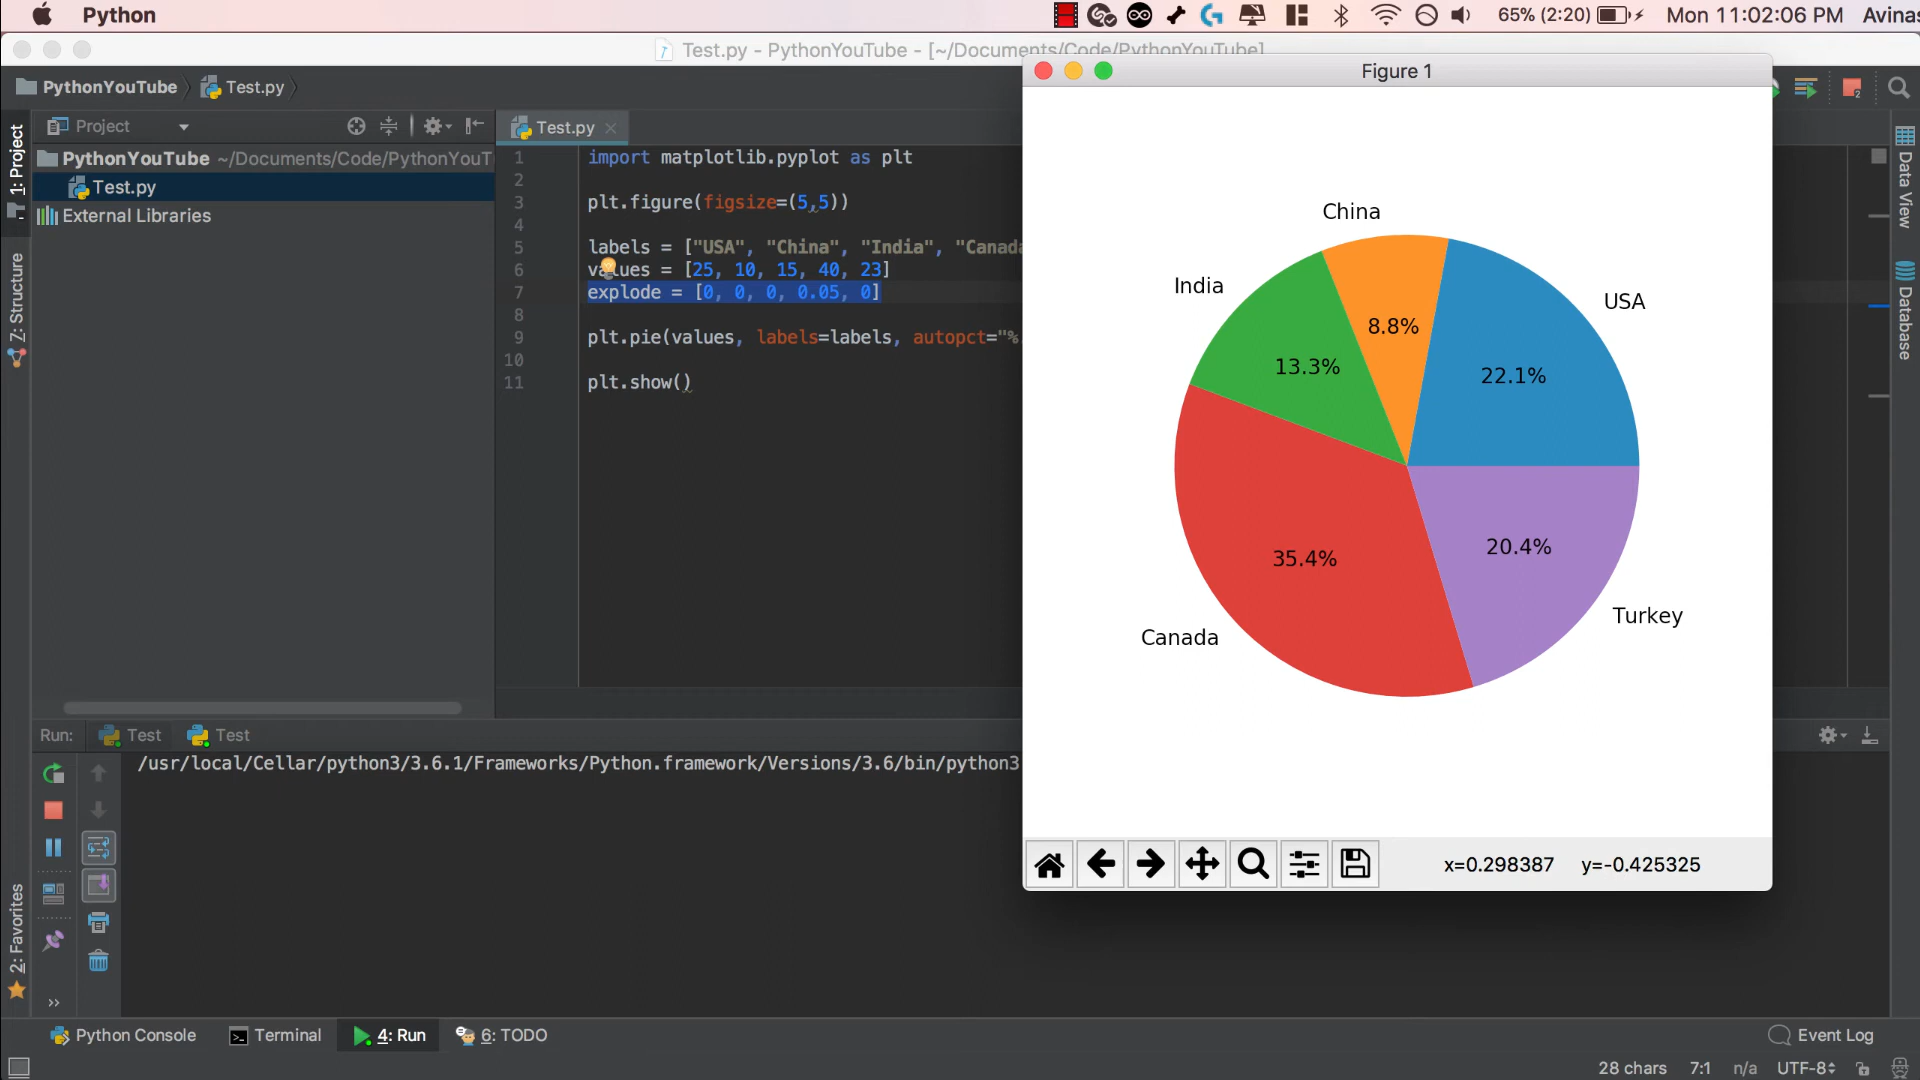 Python
65% (2:20)
Mon 11:02:06 PM
Avinas
Test.py - PythonYouTube - [~/Documents/Code/PythonYouTube]
PythonYouTube
Test.py
Figure 1
1: Project
Project
Test.py
PythonYouTube ~/Documents/Code/PythonYouT
Test.py
External Libraries
Z: Structure
2: Favorites
1 import matplotlib.pyplot as plt
2
3 plt.figure(figsize=(5,5))
4
5 labels = ["USA", "China", "India", "Canada
6 values = [25, 10, 15, 40, 23]
7 explode = [0, 0, 0, 0.05, 0]
8
9 plt.pie(values, labels=labels, autopct="%.
10
11 plt.show()
China
India
USA
8.8%
13.3%
22.1%
35.4%
20.4%
Turkey
Canada
x=0.298387 y=-0.425325
Data View
Database
Run:
Test
Test
/usr/local/Cellar/python3/3.6.1/Frameworks/Python.framework/Versions/3.6/bin/python3
Python Console
Terminal
4: Run
6: TODO
Event Log
28 chars
7:1
n/a
UTF-8